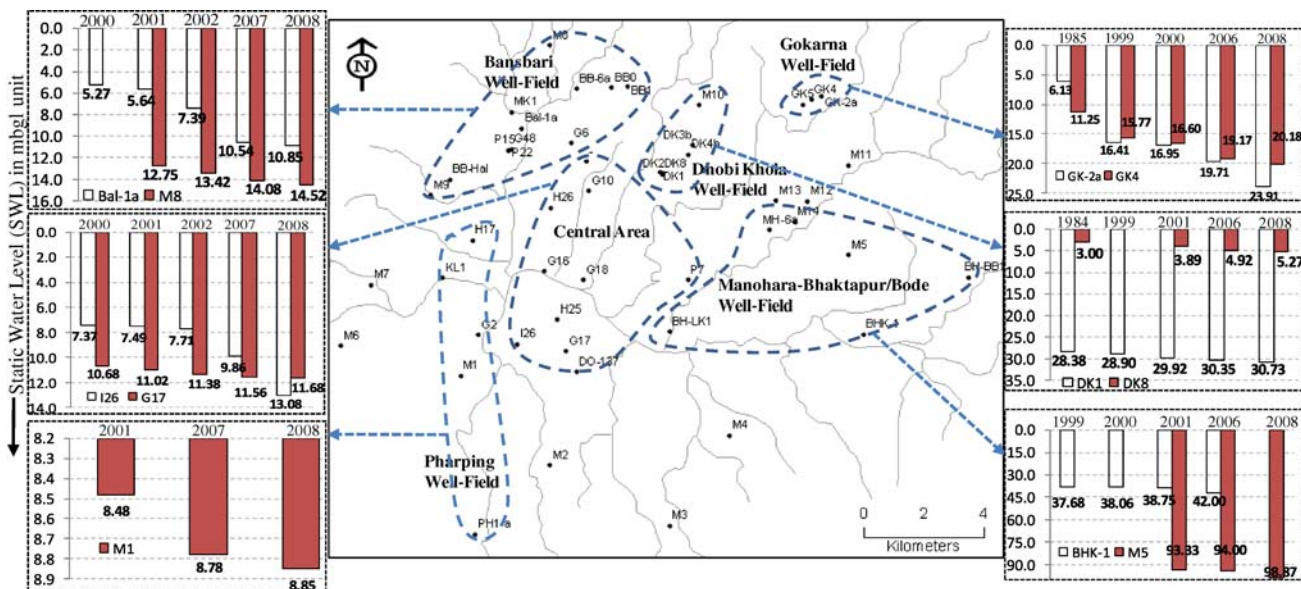 Static Water Level (SWL) in mbgl unit
2000 2001 2002 2007 2008
0.0
2.0
4.0
6.0
8.0
10.0
12.0
14.0
16.0
5.27
5.64
12.75
7.39
13.42
10.54
14.08
10.85
14.52
Bal-1a M8
2000 2001 2002 2007 2008
0.0
2.0
4.0
6.0
8.0
10.0
12.0
14.0
7.37
10.68
7.49
11.02
7.71
11.38
9.86
11.56
13.08
11.68
I26 G17
2001 2007 2008
8.2
8.3
8.4
8.5
8.6
8.7
8.8
8.9
8.48
8.78
8.85
M1
N
M8
Bansbari
Well-Field
BB-6a
BB0
BB1
MK1
Bal-1a
P15
G48
P22
G6
BB-Hal
M9
Gokarna
Well-Field
GK5
GK4
GK-2a
M10
DK3b
DK4b
DK2
DK8
DK1
Dhobi Khola
Well-Field
M11
M13
M12
M14
MH-6a
G10
H26
Central Area
H17
KL1
M7
G16
G18
P7
M5
BH-BB1
Manohara-Bhaktapur/Bode
Well-Field
M6
G2
H25
I26
G17
DO-137
BH-LK1
BHK-1
M1
M4
Pharping
Well-Field
M2
M3
PH1-a
0 2 4
Kilometers
1985 1999 2000 2006 2008
0.0
5.0
10.0
15.0
20.0
25.0
6.13
11.25
16.41
15.77
16.95
16.60
19.71
19.17
23.91
20.18
GK-2a GK4
1984 1999 2001 2006 2008
0.0
5.0
10.0
15.0
20.0
25.0
30.0
35.0
28.38
3.00
28.90
29.92
3.89
30.35
4.92
30.73
5.27
DK1 DK8
1999 2000 2001 2006 2008
0.0
15.0
30.0
45.0
60.0
75.0
90.0
37.68
38.06
38.75
93.33
42.00
94.00
98.87
BHK-1 M5